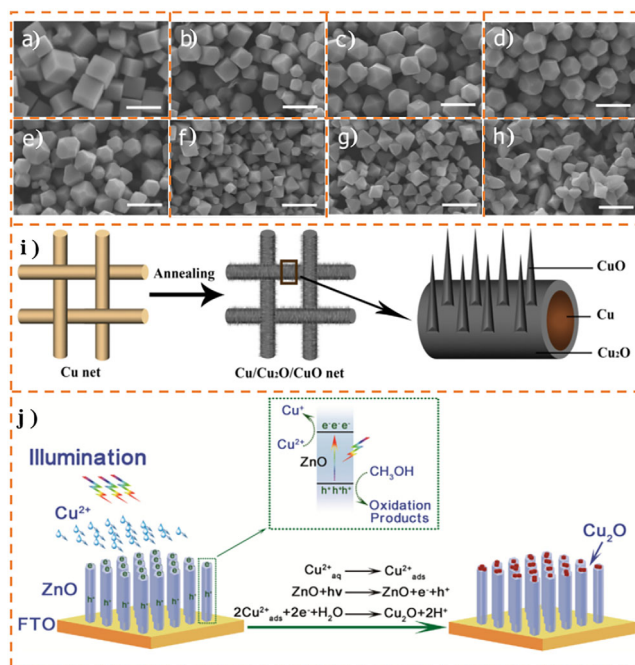 a)
b)
c)
d)
e)
f)
g)
h)
i)
Annealing
CuO
Cu
Cu₂O
Cu net
Cu/Cu₂O/CuO net
j)
Cu⁺
e⁻e⁻e⁻
Cu²⁺
ZnO
CH₃OH
h⁺h⁺h⁺
Oxidation
Products
Illumination
Cu²⁺
Cu₂O
Cu²⁺aq → Cu²⁺ads
ZnO
h⁺
ZnO+hν → ZnO+e⁻+h⁺
FTO
2Cu²⁺ads+2e⁻+H₂O → Cu₂O+2H⁺